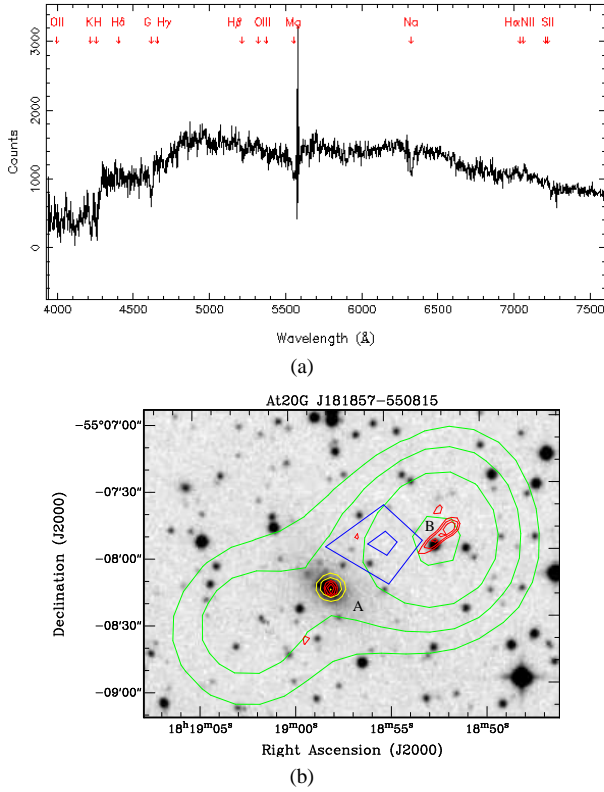 OII KH Hδ G Hγ Hβ OIII Mg Na Hα NII SII
3000
2000
1000
0
Counts
4000 4500 5000 5500 6000 6500 7000 7500
Wavelength (Å)
(a)
At20G J181857-550815
-55°07'00"
-07'30"
-08'00"
-08'30"
-09'00"
Declination (J2000)
B
A
18h19m05s 19m00s 18m55s 18m50s
Right Ascension (J2000)
(b)